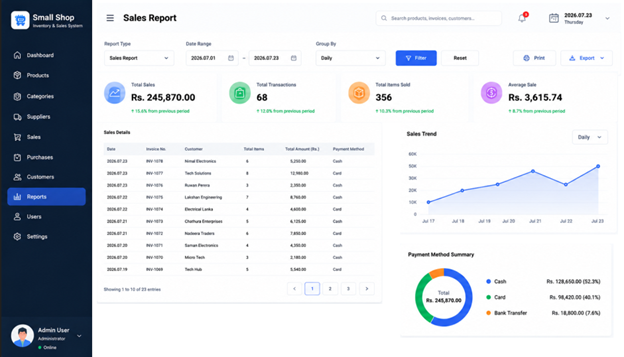 Small Shop
Inventory & Sales System
Dashboard
Products
Categories
Suppliers
Sales
Purchases
Customers
Reports
Users
Settings
Admin User
Administrator
Online
Sales Report
Search products, invoices, customers...
2026.07.23
Thursday
Report Type
Sales Report
Date Range
2026.07.01 - 2026.07.23
Group By
Daily
Filter
Reset
Print
Export
Total Sales
Rs. 245,870.00
↑ 15.6% from previous period
Total Transactions
68
↑ 12.8% from previous period
Total Items Sold
356
↑ 10.3% from previous period
Average Sale
Rs. 3,615.74
↑ 8.7% from previous period
Sales Details
Date Invoice No. Customer Total Items Total Amount (Rs.) Payment Method
2026.07.23 INV-1078 Nimal Electronics 6 5,200.00 Cash
2026.07.23 INV-1077 Tech Solutions 8 12,980.00 Card
2026.07.23 INV-1076 Ruwan Perera 3 2,350.00 Cash
2026.07.22 INV-1075 Lakshan Engineering 7 8,760.00 Cash
2026.07.22 INV-1074 Electrical Lanka 4 4,600.00 Cash
2026.07.21 INV-1073 Chathura Enterprises 5 6,125.00 Cash
2026.07.21 INV-1072 Nadeera Traders 6 7,850.00 Card
2026.07.20 INV-1071 Saman Electronics 4 4,350.00 Cash
2026.07.20 INV-1070 Micro Tech 3 2,180.00 Cash
2026.07.19 INV-1069 Tech Hub 5 5,540.00 Card
Showing 1 to 10 of 23 entries
1 2 3
Sales Trend
Daily
60K
50K
40K
30K
20K
10K
0
Jul 17 Jul 18 Jul 19 Jul 20 Jul 21 Jul 22 Jul 23
Payment Method Summary
Total
Rs. 245,870.00
Cash Rs. 128,650.00 (52.3%)
Card Rs. 98,420.00 (40.1%)
Bank Transfer Rs. 18,800.00 (7.6%)